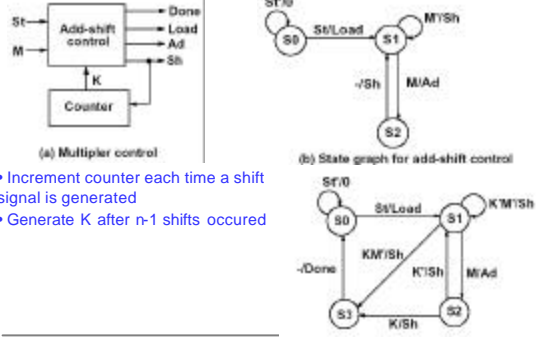 St
M
Add-shift
control
Done
Load
Ad
Sh
K
Counter
(a) Multipler control
St'/0
S0
St/Load
S1
M'/Sh
-/Sh
M/Ad
S2
(b) State graph for add-shift control
• Increment counter each time a shift
signal is generated
• Generate K after n-1 shifts occured
St'/0
S0
St/Load
S1
K'M'/Sh
KM'/Sh
K'/Sh
M/Ad
-/Done
S3
K/Sh
S2